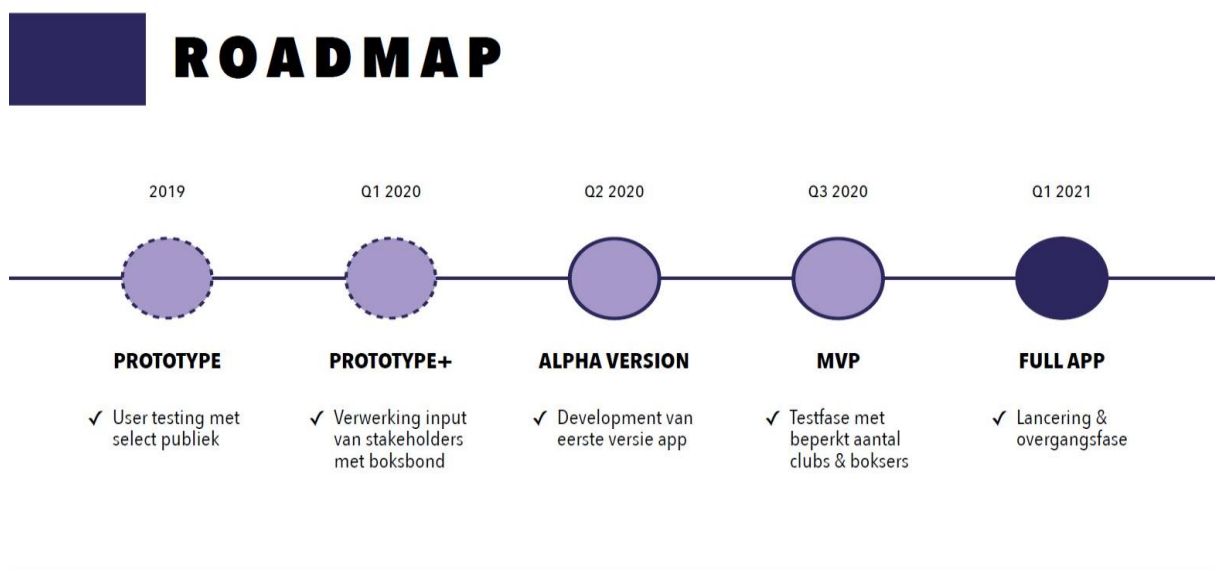 ROADMAP
2019
Q1 2020
Q2 2020
Q3 2020
Q1 2021
PROTOTYPE
PROTOTYPE+
ALPHA VERSION
MVP
FULL APP
✓ User testing met
select publiek
✓ Verwerking input
van stakeholders
met boksbond
✓ Development van
eerste versie app
✓ Testfase met
beperkt aantal
clubs & boksers
✓ Lancering &
overgangsfase